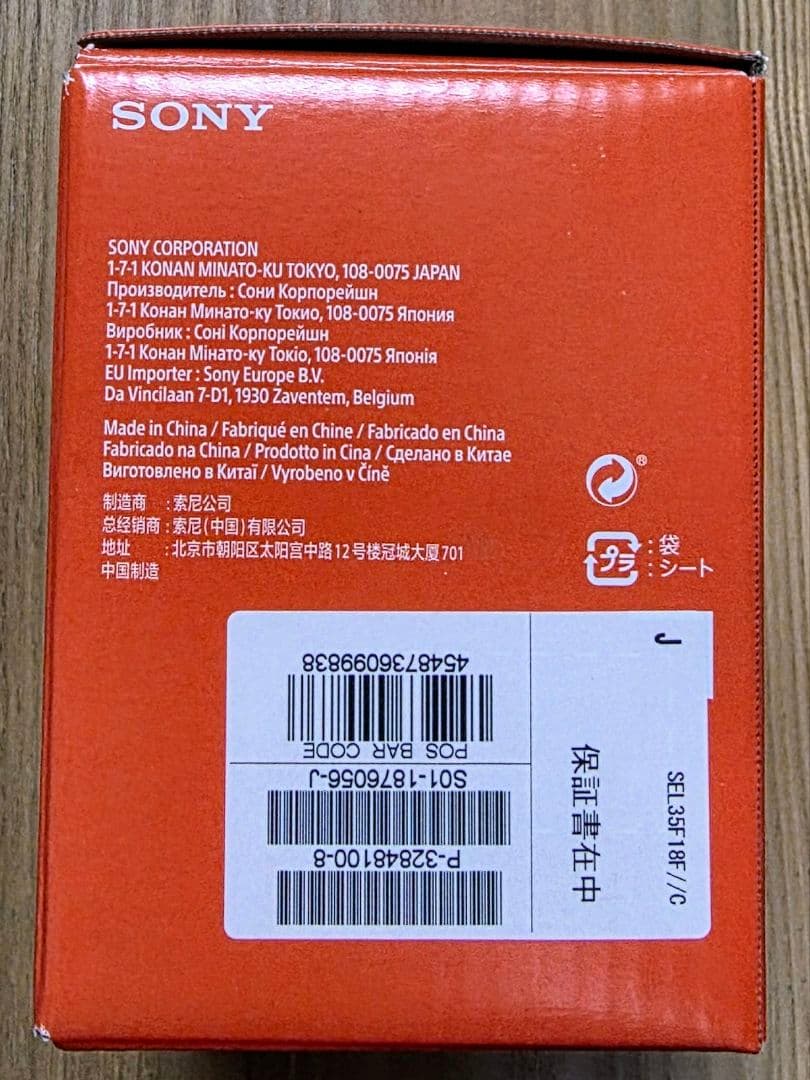 SONY
SONY CORPORATION
1-7-1 KONAN MINATO-KU TOKYO, 108-0075 JAPAN
Производитель : Сони Корпорейшн
1-7-1 Конан Минато-ку Токио, 108-0075 Япония
Виробник : Соні Корпорейшн
1-7-1 Конан Мінато-ку Токіо, 108-0075 Японія
EU Importer : Sony Europe B.V.
Da Vincilaan 7-D1, 1930 Zaventem, Belgium
Made in China / Fabriqué en Chine / Fabricado en China
Fabricado na China / Prodotto in Cina / Сделано в Китае
Виготовлено в Китаї / Vyrobeno v Číně
制造商 : 索尼公司
总经销商 : 索尼(中国)有限公司
地址 : 北京市朝阳区太阳宫中路12号楼冠城大厦701
中国制造
®
プラ : 袋
: シート
J
SEL35F18F//C
保証書在中
P-32848100-8
S01-1876056-J
POS BAR CODE
4548736099838